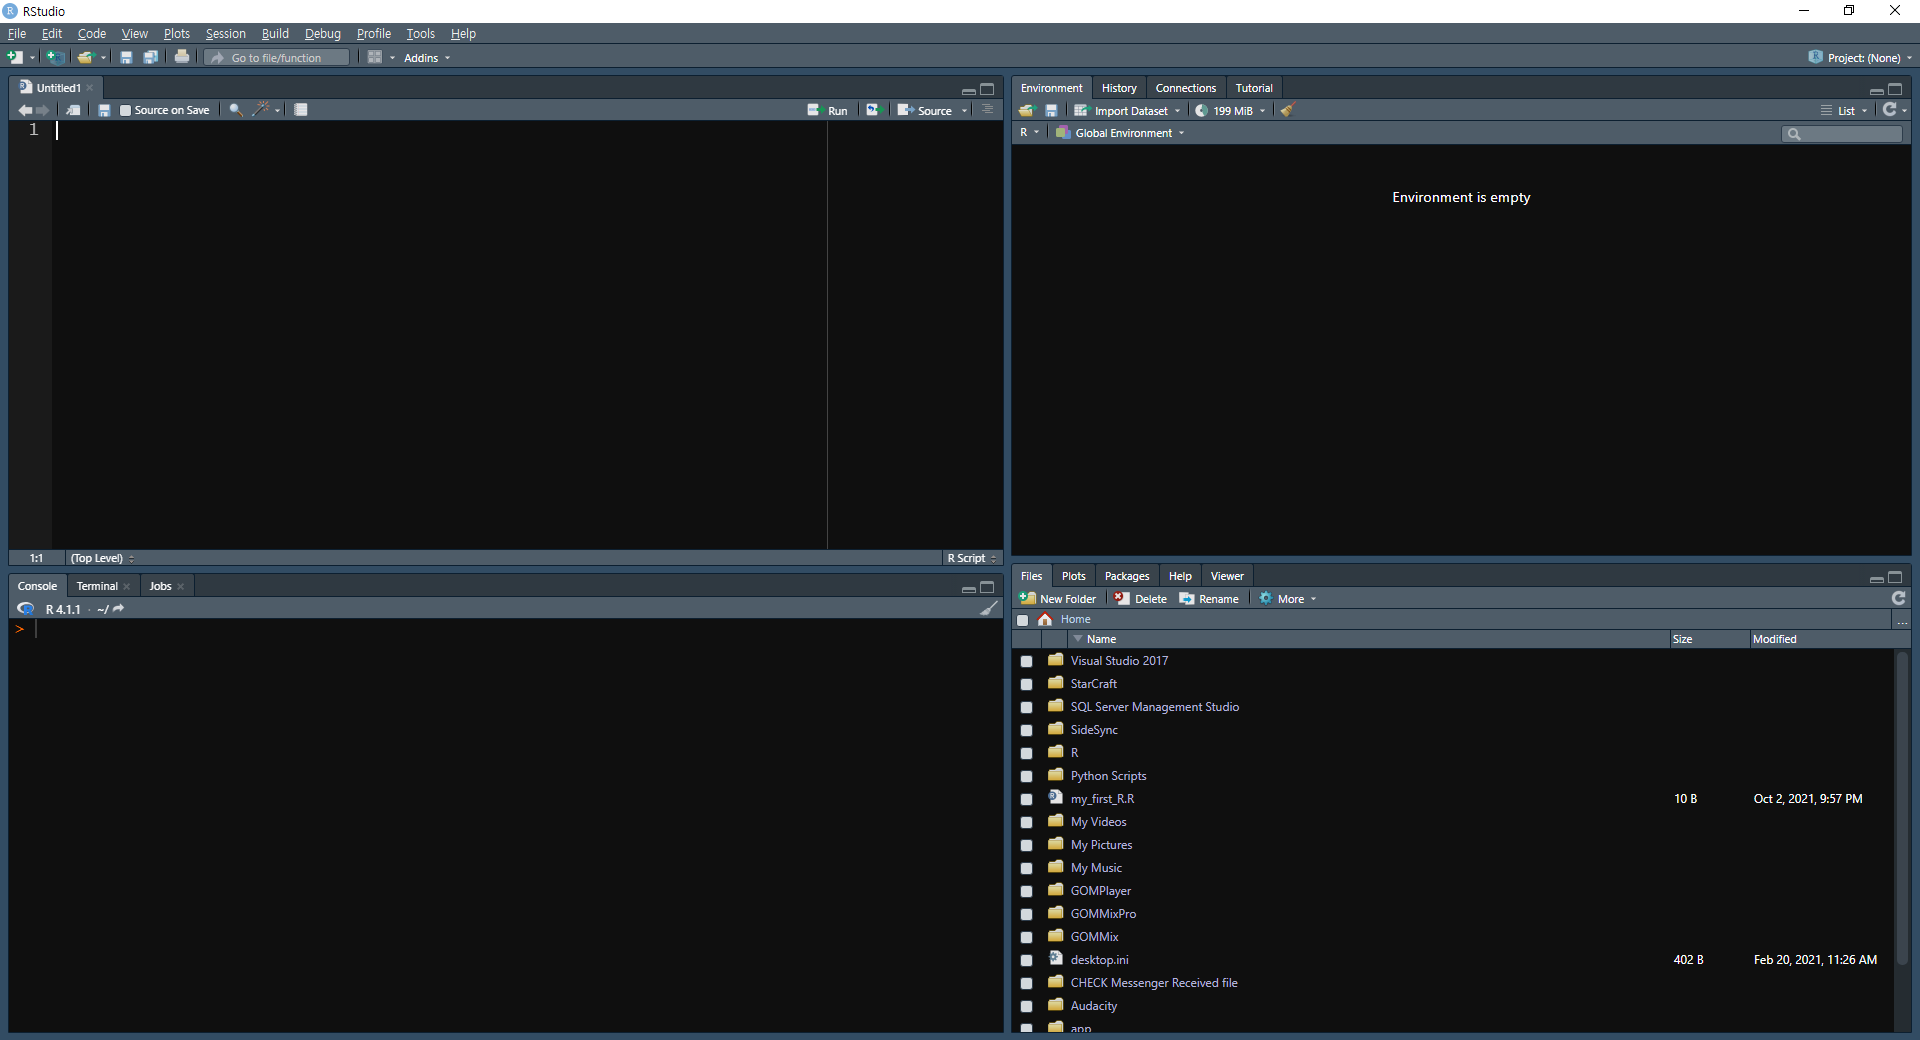 RStudio
File Edit Code View Plots Session Build Debug Profile Tools Help
Go to file/function Addins Project: (None)
Untitled1
Source on Save Run Source
1
1:1 (Top Level) R Script
Console Terminal Jobs
R 4.1.1 · ~/
>
Environment History Connections Tutorial
Import Dataset 199 MiB List
R Global Environment
Environment is empty
Files Plots Packages Help Viewer
New Folder Delete Rename More
Home ...
Name Size Modified
Visual Studio 2017
StarCraft
SQL Server Management Studio
SideSync
R
Python Scripts
my_first_R.R 10 B Oct 2, 2021, 9:57 PM
My Videos
My Pictures
My Music
GOMPlayer
GOMMixPro
GOMMix
desktop.ini 402 B Feb 20, 2021, 11:26 AM
CHECK Messenger Received file
Audacity
app